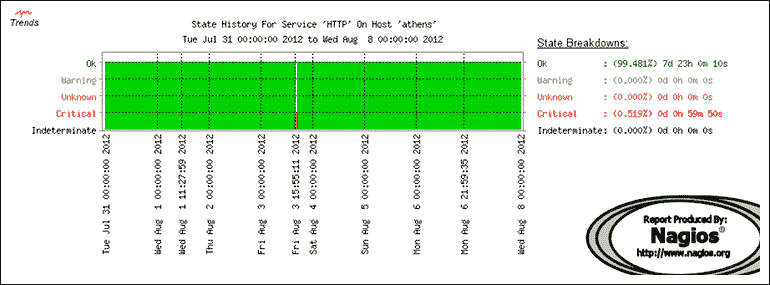 Trends
State History For Service 'HTTP' On Host 'athens'
Tue Jul 31 00:00:00 2012 to Wed Aug  8 00:00:00 2012
State Breakdowns:
Ok : (99.481%) 7d 23h 0m 10s
Warning : (0.000%) 0d 0h 0m 0s
Unknown : (0.000%) 0d 0h 0m 0s
Critical : (0.519%) 0d 0h 59m 50s
Indeterminate: (0.000%) 0d 0h 0m 0s
Ok
Warning
Unknown
Critical
Indeterminate
Tue Jul 31 00:00:00 2012
Wed Aug  1 00:00:00 2012
Wed Aug  1 11:27:59 2012
Thu Aug  2 00:00:00 2012
Fri Aug  3 00:00:00 2012
Fri Aug  3 15:55:11 2012
Sat Aug  4 00:00:00 2012
Sun Aug  5 00:00:00 2012
Mon Aug  6 00:00:00 2012
Mon Aug  6 21:59:35 2012
Wed Aug  8 00:00:00 2012
Report Produced By:
Nagios®
http://www.nagios.org